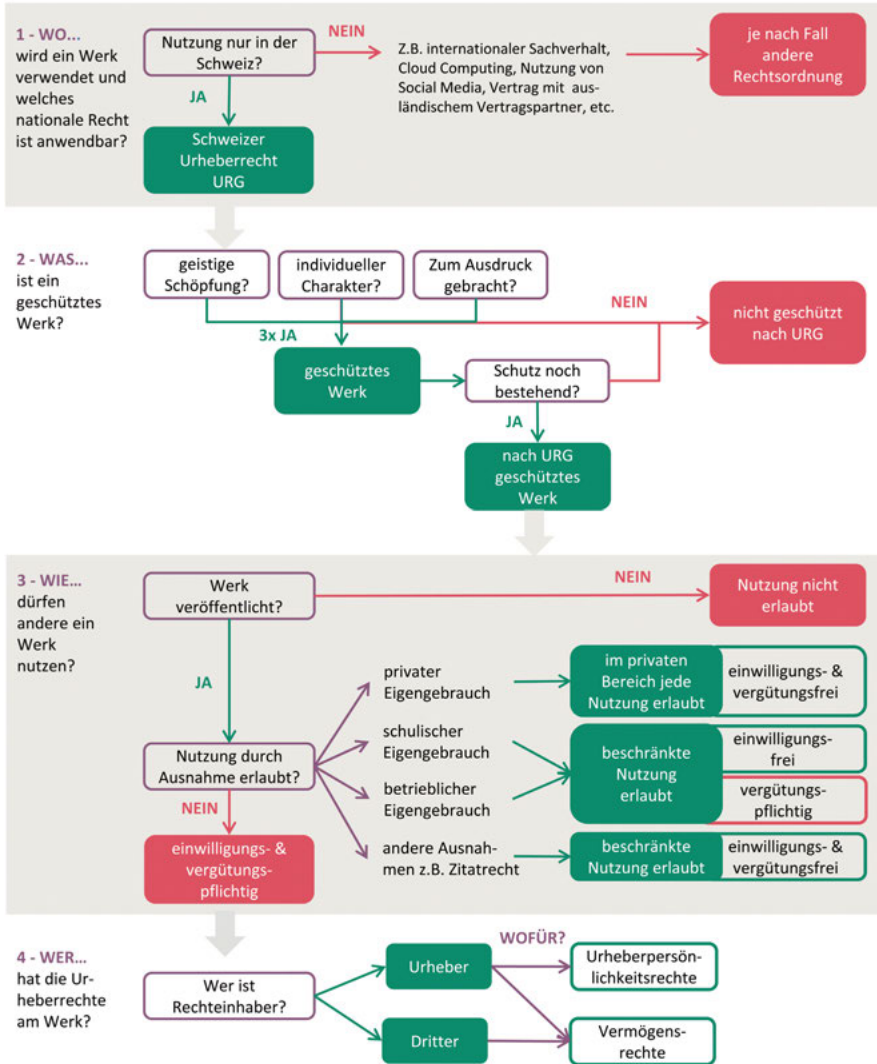 1 - WO...
wird ein Werk
verwendet und
welches
nationale Recht
ist anwendbar?
Nutzung nur in der
Schweiz?
NEIN
Z.B. internationaler Sachverhalt,
Cloud Computing, Nutzung von
Social Media, Vertrag mit aus-
ländischem Vertragspartner, etc.
je nach Fall
andere
Rechtsordnung
JA
Schweizer
Urheberrecht
URG
2 - WAS...
ist ein
geschütztes
Werk?
geistige
Schöpfung?
individueller
Charakter?
Zum Ausdruck
gebracht?
NEIN
nicht geschützt
nach URG
3x JA
geschütztes
Werk
Schutz noch
bestehend?
JA
nach URG
geschütztes
Werk
3 - WIE...
dürfen
andere ein
Werk
nutzen?
Werk
veröffentlicht?
NEIN
Nutzung nicht
erlaubt
JA
Nutzung durch
Ausnahme erlaubt?
privater
Eigengebrauch
im privaten
Bereich jede
Nutzung erlaubt
einwilligungs- &
vergütungsfrei
schulischer
Eigengebrauch
betrieblicher
Eigengebrauch
beschränkte
Nutzung
erlaubt
einwilligungs-
frei
vergütungs-
pflichtig
andere Ausnah-
men z.B. Zitatrecht
beschränkte
Nutzung erlaubt
einwilligungs- &
vergütungsfrei
NEIN
einwilligungs- &
vergütungs-
pflichtig
4 - WER...
hat die Ur-
heberrechte
am Werk?
Wer ist
Rechteinhaber?
Urheber
Dritter
WOFÜR?
Urheberpersön-
lichkeitsrechte
Vermögens-
rechte